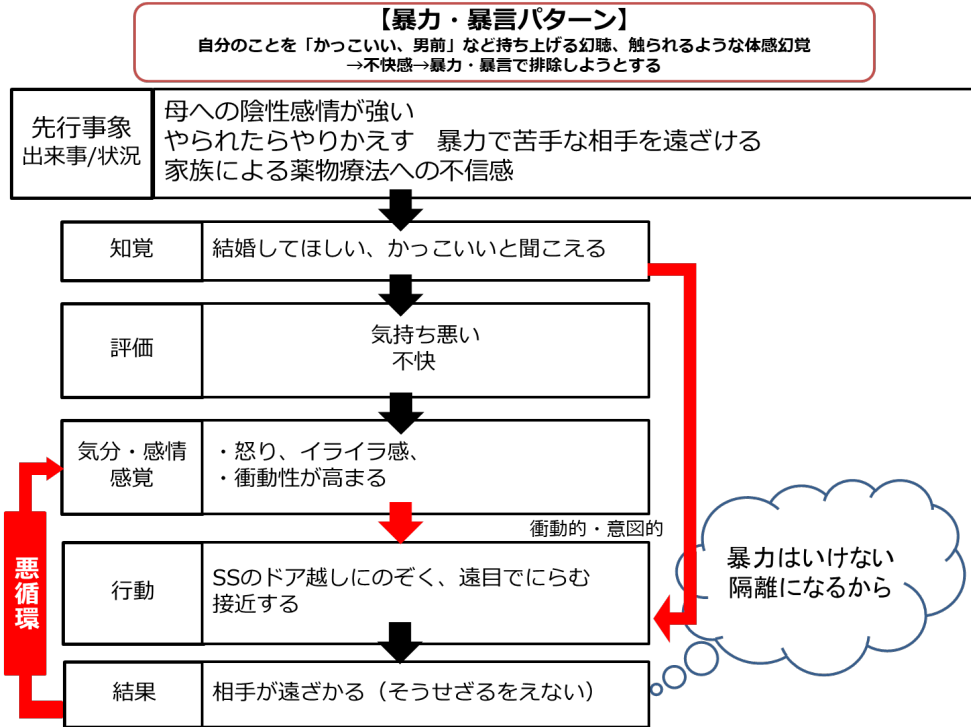 【暴力・暴言パターン】
自分のことを「かっこいい、男前」など持ち上げる幻聴、触られるような体感幻覚
→不快感→暴力・暴言で排除しようとする
先行事象
出来事/状況
母への陰性感情が強い
やられたらやりかえす　暴力で苦手な相手を遠ざける
家族による薬物療法への不信感
知覚
結婚してほしい、かっこいいと聞こえる
評価
気持ち悪い
不快
気分・感情
感覚
・怒り、イライラ感、
・衝動性が高まる
衝動的・意図的
行動
SSのドア越しにのぞく、遠目でにらむ
接近する
結果
相手が遠ざかる（そうせざるをえない）
悪循環
暴力はいけない
隔離になるから